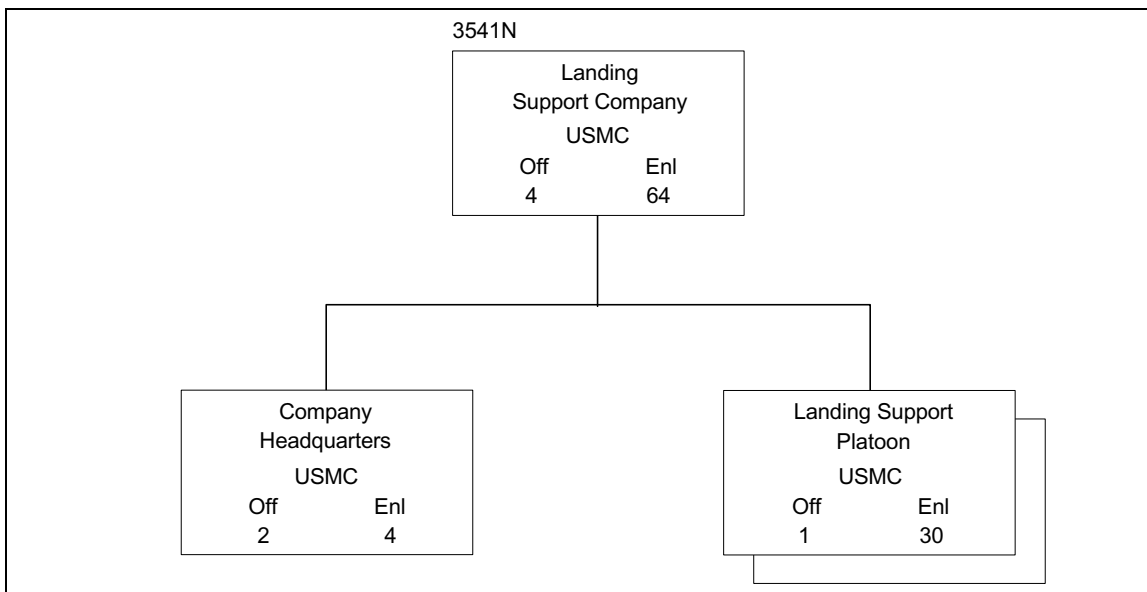 3541N
Landing
Support Company
USMC
Off Enl
4 64
Company
Headquarters
USMC
Off Enl
2 4
Landing Support
Platoon
USMC
Off Enl
1 30